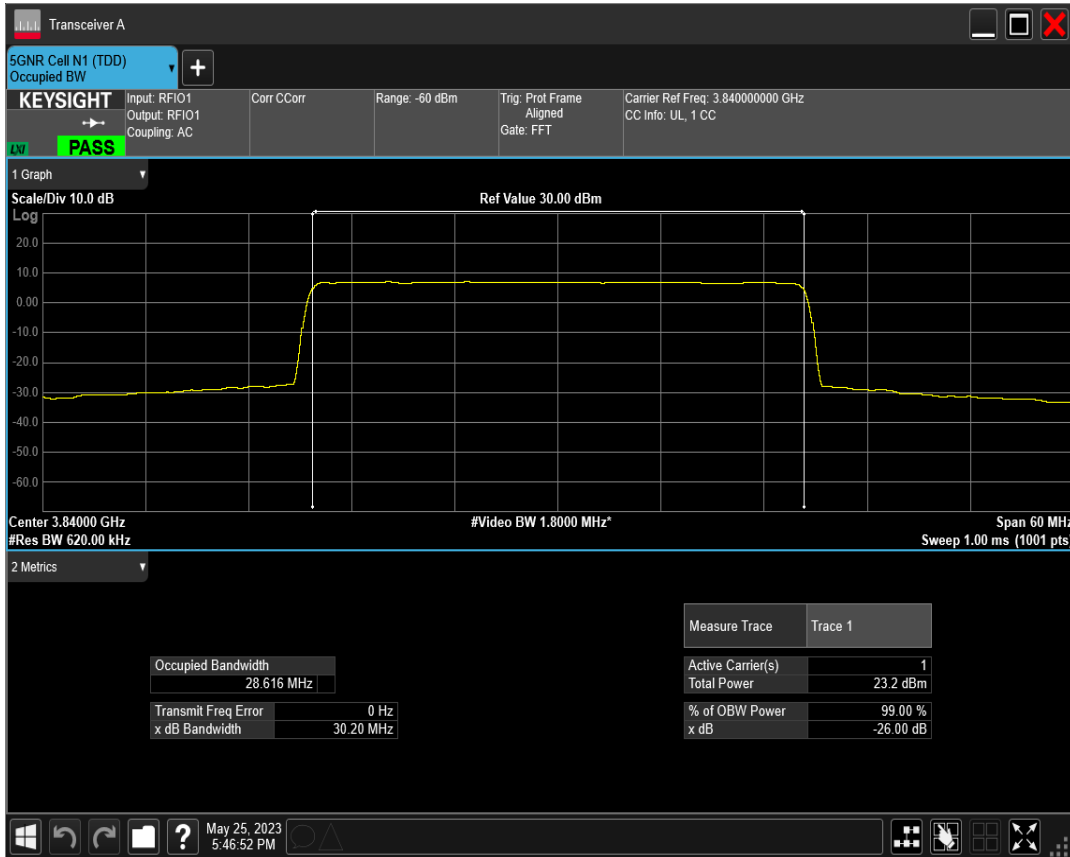 Transceiver A
5GNR Cell N1 (TDD)
Occupied BW
+
KEYSIGHT
LXI
PASS
Input: RFIO1
Output: RFIO1
Coupling: AC
Corr CCorr
Range: -60 dBm
Trig: Prot Frame
Aligned
Gate: FFT
Carrier Ref Freq: 3.840000000 GHz
CC Info: UL, 1 CC
1 Graph
Scale/Div 10.0 dB
Ref Value 30.00 dBm
Log
20.0
10.0
0.00
-10.0
-20.0
-30.0
-40.0
-50.0
-60.0
Center 3.84000 GHz
#Video BW 1.8000 MHz*
Span 60 MHz
#Res BW 620.00 kHz
Sweep 1.00 ms (1001 pts)
2 Metrics
Measure Trace Trace 1
Occupied Bandwidth
28.616 MHz
Active Carrier(s) 1
Total Power 23.2 dBm
Transmit Freq Error 0 Hz
x dB Bandwidth 30.20 MHz
% of OBW Power 99.00 %
x dB -26.00 dB
?
May 25, 2023
5:46:52 PM